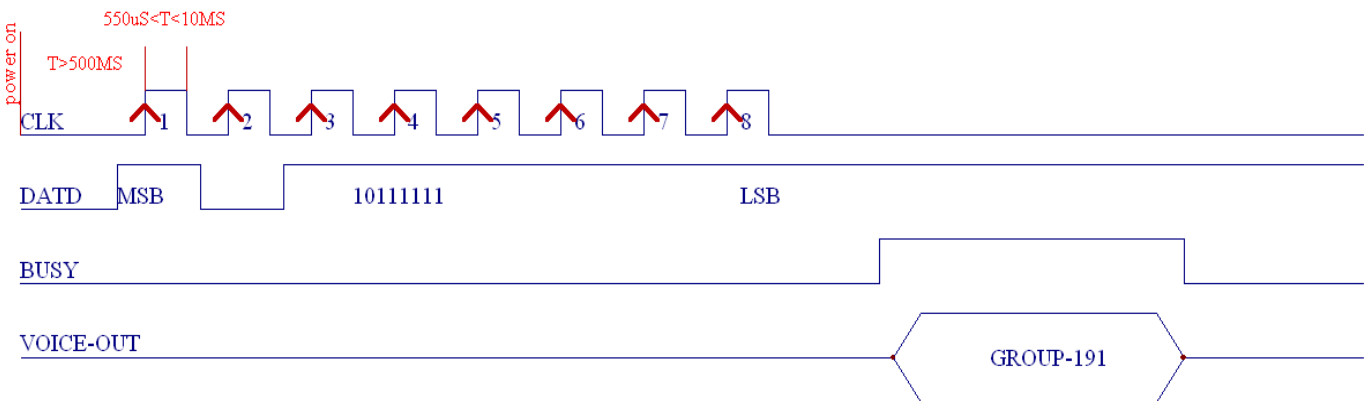 550uS<T<10MS
power on
T>500MS
CLK 1 2 3 4 5 6 7 8
DATD MSB 10111111 LSB
BUSY
VOICE-OUT GROUP-191